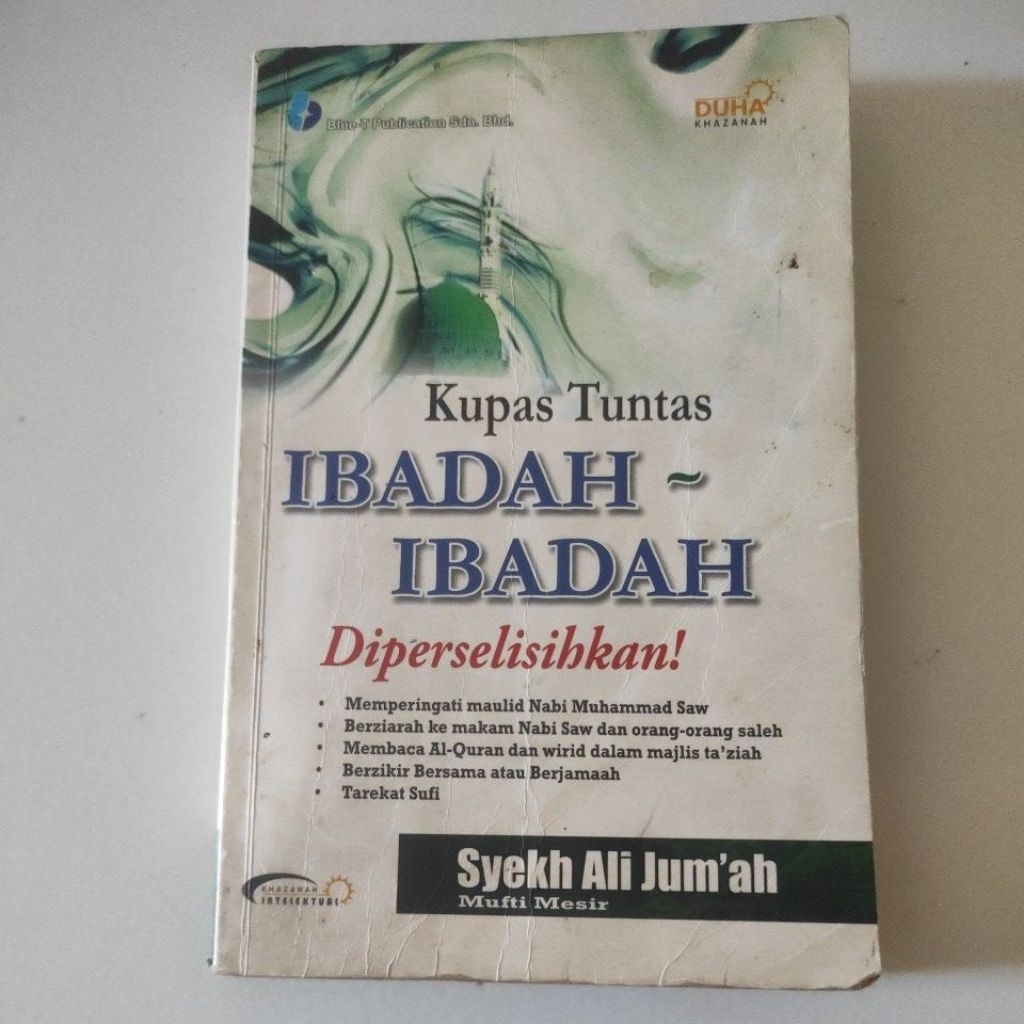 Blue-T Publication Sdn. Bhd.
DUHA
KHAZANAH
Kupas Tuntas
IBADAH ~
IBADAH
Diperselisihkan!
• Memperingati maulid Nabi Muhammad Saw
• Berziarah ke makam Nabi Saw dan orang-orang saleh
• Membaca Al-Quran dan wirid dalam majlis ta'ziah
• Berzikir Bersama atau Berjamaah
• Tarekat Sufi
Syekh Ali Jum'ah
Mufti Mesir
KHAZANAH
INTELEKTUAL